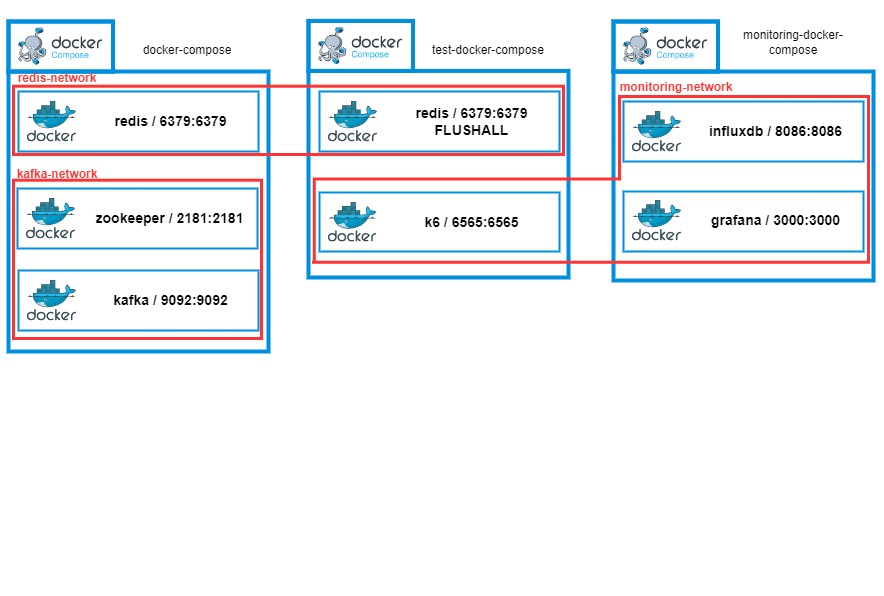 docker
Compose
docker-compose
redis-network
docker
redis / 6379:6379
kafka-network
docker
zookeeper / 2181:2181
docker
kafka / 9092:9092
docker
Compose
test-docker-compose
docker
redis / 6379:6379
FLUSHALL
docker
k6 / 6565:6565
docker
Compose
monitoring-docker-
compose
monitoring-network
docker
influxdb / 8086:8086
docker
grafana / 3000:3000